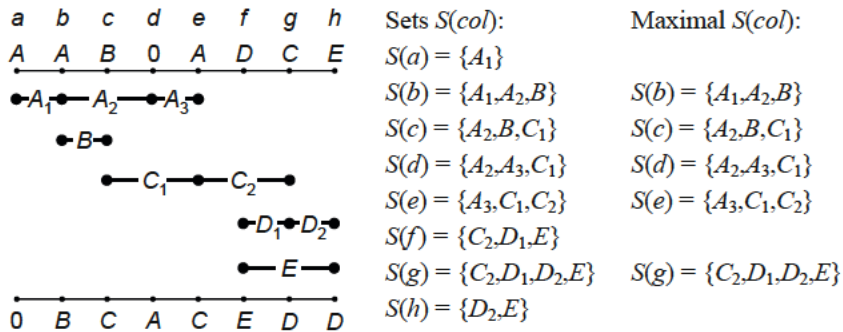 a b c d e f g h
A A B 0 A D C E
A₁ A₂ A₃
B
C₁ C₂
D₁ D₂
E
0 B C A C E D D
Sets S(col):
S(a) = {A₁}
S(b) = {A₁,A₂,B}
S(c) = {A₂,B,C₁}
S(d) = {A₂,A₃,C₁}
S(e) = {A₃,C₁,C₂}
S(f) = {C₂,D₁,E}
S(g) = {C₂,D₁,D₂,E}
S(h) = {D₂,E}
Maximal S(col):
S(b) = {A₁,A₂,B}
S(c) = {A₂,B,C₁}
S(d) = {A₂,A₃,C₁}
S(e) = {A₃,C₁,C₂}
S(g) = {C₂,D₁,D₂,E}